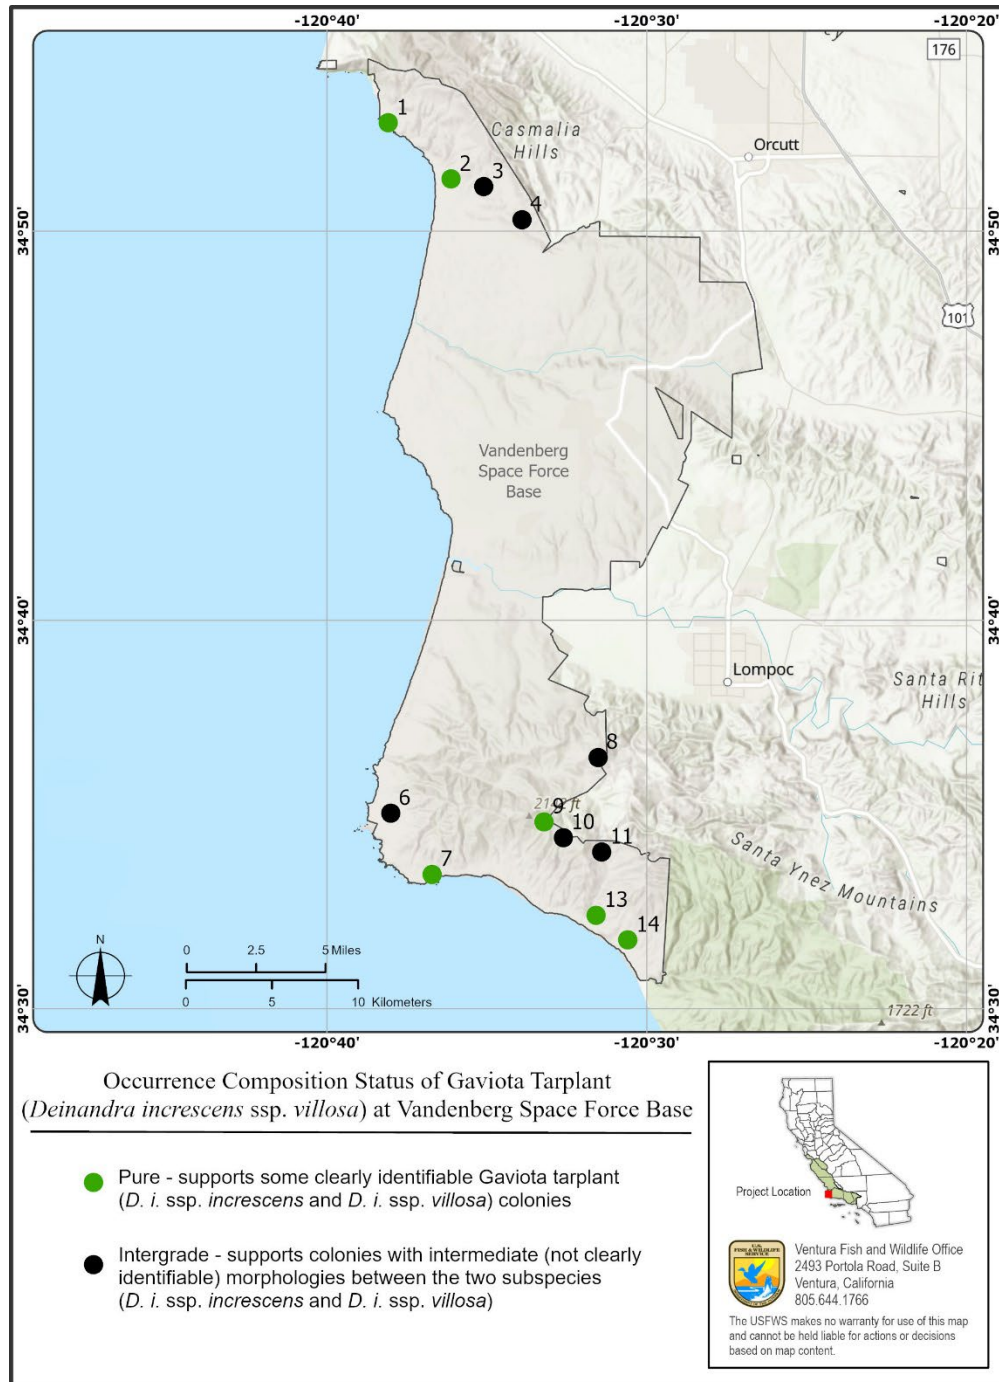 -120°40'
-120°30'
-120°20'
176
1
Casmalia
Hills
Orcutt
2
3
4
34°50'
34°50'
101
Vandenberg
Space Force
Base
34°40'
34°40'
Lompoc
Santa Rit
Hills
8
6
9
ft
10
11
7
Santa Ynez Mountains
13
14
N
0 2.5 5 Miles
0 5 10 Kilometers
1722 ft
34°30'
34°30'
-120°40'
-120°30'
-120°20'
Occurrence Composition Status of Gaviota Tarplant
(Deinandra increscens ssp. villosa) at Vandenberg Space Force Base
Pure - supports some clearly identifiable Gaviota tarplant
(D. i. ssp. increscens and D. i. ssp. villosa) colonies
Intergrade - supports colonies with intermediate (not clearly
identifiable) morphologies between the two subspecies
(D. i. ssp. increscens and D. i. ssp. villosa)
Project Location
U.S.
FISH & WILDLIFE
SERVICE
Ventura Fish and Wildlife Office
2493 Portola Road, Suite B
Ventura, California
805.644.1766
The USFWS makes no warranty for use of this map
and cannot be held liable for actions or decisions
based on map content.